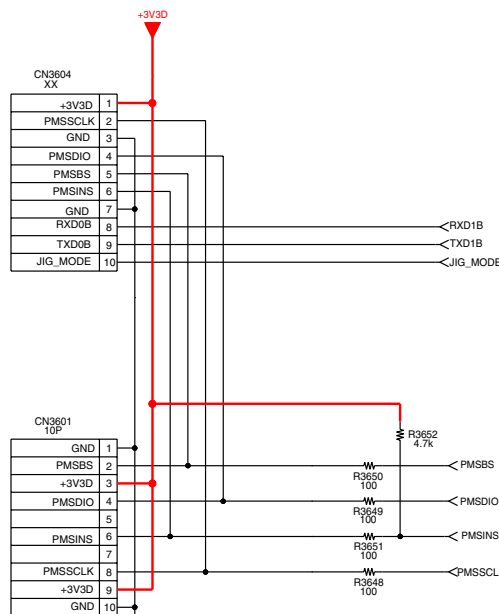 +3V3D
CN3604
XX
+3V3D 1
PMSSCLK 2
GND 3
PMSDIO 4
PMSBS 5
PMSINS 6
GND 7
RXD0B 8 RXD1B
TXD0B 9 TXD1B
JIG_MODE 10 JIG_MODE
CN3601
10P
R3652
4.7k
GND 1
PMSBS 2 PMSBS
R3650
100
+3V3D 3
PMSDIO 4 PMSDIO
R3649
100
5
PMSINS 6 PMSINS
R3651
100
7
PMSSCLK 8 PMSSCL
R3648
100
+3V3D 9
GND 10